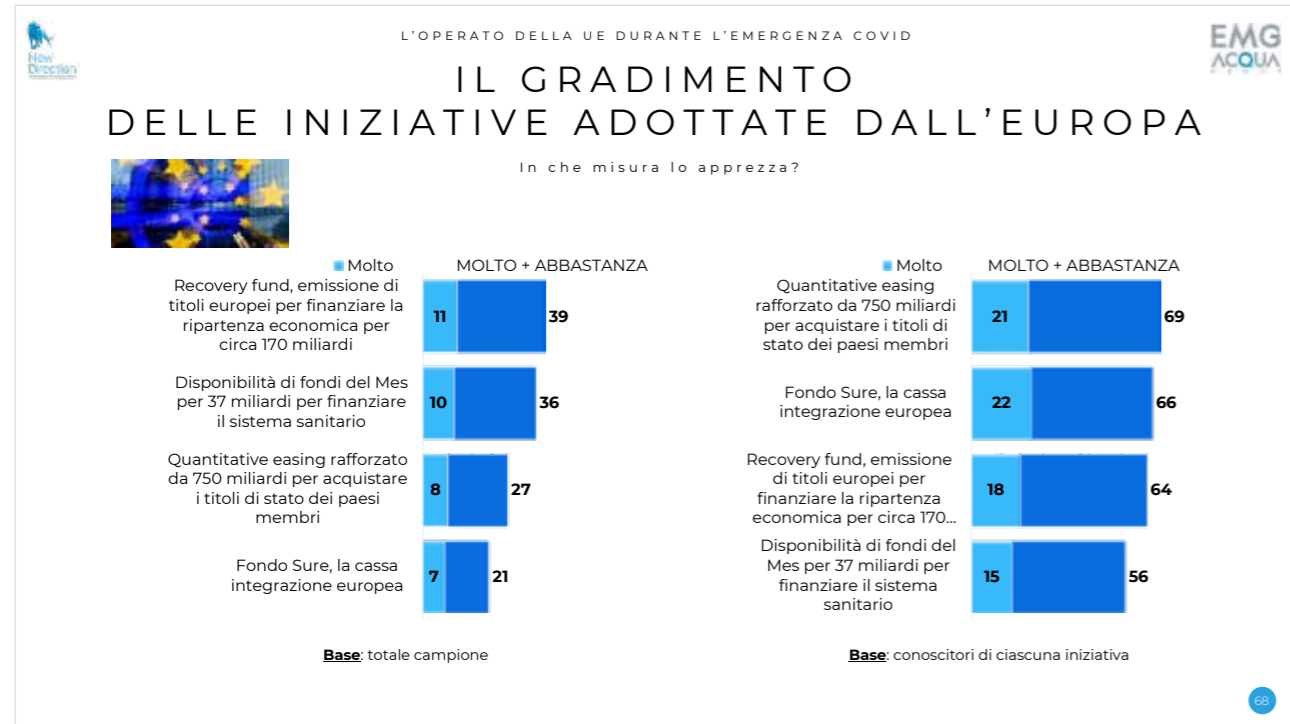 New
Direction
L'OPERATO DELLA UE DURANTE L'EMERGENZA COVID
EMG
ACQUA
IL GRADIMENTO
DELLE INIZIATIVE ADOTTATE DALL'EUROPA
In che misura lo apprezza?
Molto MOLTO + ABBASTANZA
Recovery fund, emissione di
titoli europei per finanziare la
ripartenza economica per
circa 170 miliardi
11 39
Disponibilità di fondi del Mes
per 37 miliardi per finanziare
il sistema sanitario
10 36
Quantitative easing rafforzato
da 750 miliardi per acquistare
i titoli di stato dei paesi
membri
8 27
Fondo Sure, la cassa
integrazione europea
7 21
Base: totale campione
Molto MOLTO + ABBASTANZA
Quantitative easing
rafforzato da 750 miliardi
per acquistare i titoli di
stato dei paesi membri
21 69
Fondo Sure, la cassa
integrazione europea
22 66
Recovery fund, emissione
di titoli europei per
finanziare la ripartenza
economica per circa 170...
18 64
Disponibilità di fondi del
Mes per 37 miliardi per
finanziare il sistema
sanitario
15 56
Base: conoscitori di ciascuna iniziativa
68